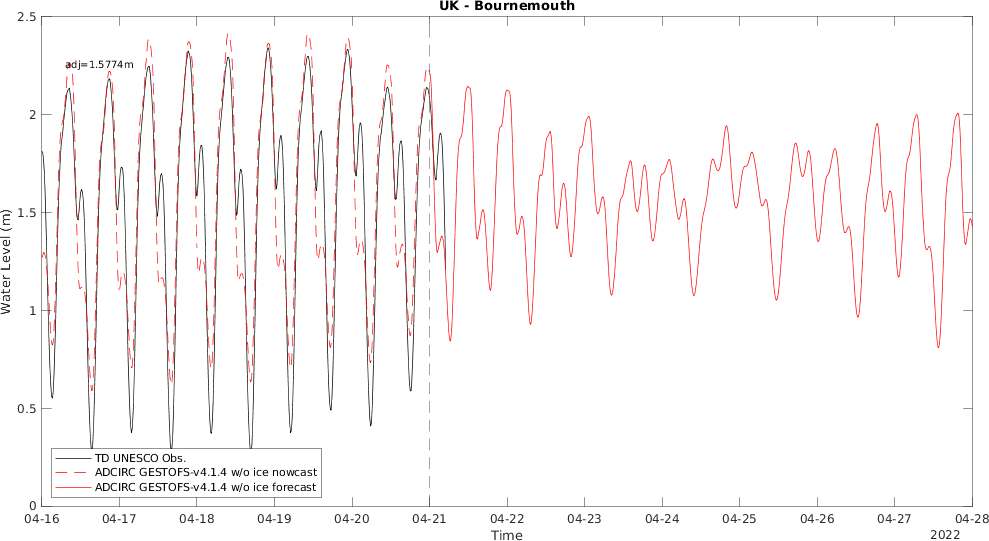 UK - Bournemouth
2.5
adj=1.5774m
2
1.5
Water Level (m)
1
0.5
TD UNESCO Obs.
ADCIRC GESTOFS-v4.1.4 w/o ice nowcast
ADCIRC GESTOFS-v4.1.4 w/o ice forecast
0
04-16 04-17 04-18 04-19 04-20 04-21 04-22 04-23 04-24 04-25 04-26 04-27 04-28
Time
2022